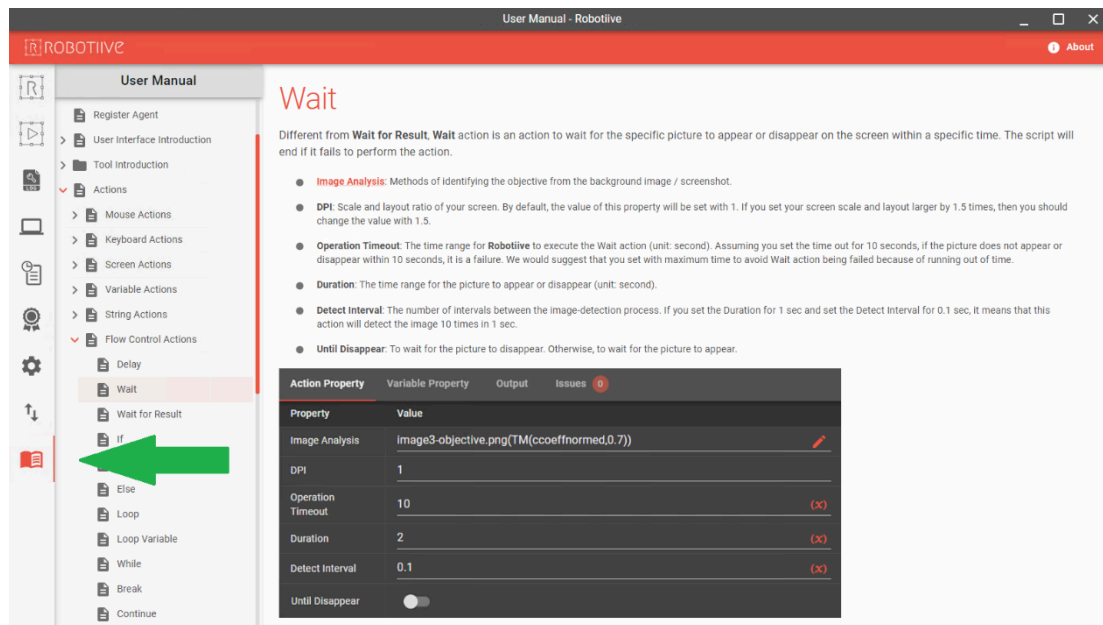 User Manual - Robotiive
ROBOTIIVE
About
User Manual
Register Agent
User Interface Introduction
Tool Introduction
Actions
Mouse Actions
Keyboard Actions
Screen Actions
Variable Actions
String Actions
Flow Control Actions
Delay
Wait
Wait for Result
If
Else
Loop
Loop Variable
While
Break
Continue
Wait
Different from Wait for Result, Wait action is an action to wait for the specific picture to appear or disappear on the screen within a specific time. The script will
end if it fails to perform the action.
Image Analysis: Methods of identifying the objective from the background image / screenshot.
DPI: Scale and layout ratio of your screen. By default, the value of this property will be set with 1. If you set your screen scale and layout larger by 1.5 times, then you should
change the value with 1.5.
Operation Timeout: The time range for Robotiive to execute the Wait action (unit: second). Assuming you set the time out for 10 seconds, if the picture does not appear or
disappear within 10 seconds, it is a failure. We would suggest that you set with maximum time to avoid Wait action being failed because of running out of time.
Duration: The time range for the picture to appear or disappear (unit: second).
Detect Interval: The number of intervals between the image-detection process. If you set the Duration for 1 sec and set the Detect Interval for 0.1 sec, it means that this
action will detect the image 10 times in 1 sec.
Until Disappear: To wait for the picture to disappear. Otherwise, to wait for the picture to appear.
Action Property Variable Property Output Issues 0
Property Value
Image Analysis image3-objective.png(TM(ccoeffnormed,0.7))
DPI 1
Operation
Timeout 10 (x)
Duration 2 (x)
Detect Interval 0.1 (x)
Until Disappear